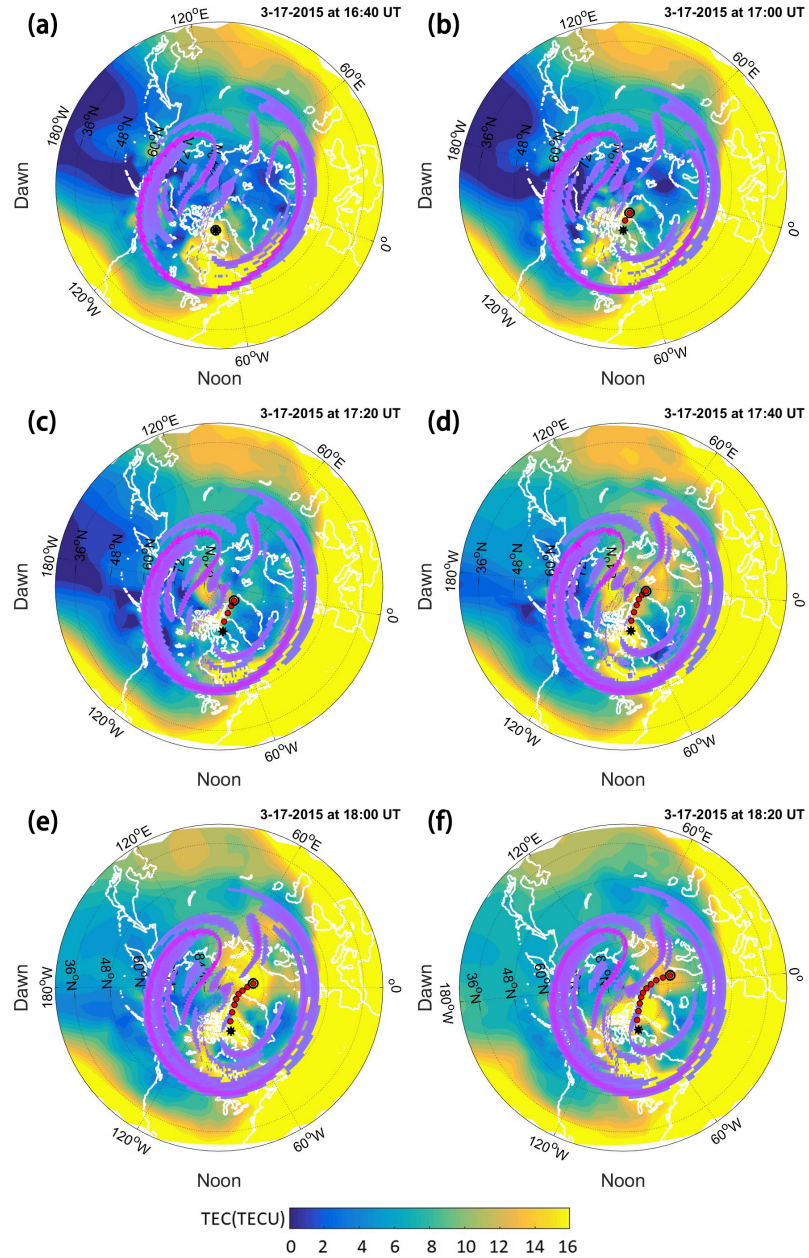 (a) 3-17-2015 at 16:40 UT
120°E
60°E
180°W
36°N
48°N
60°N
Dawn
0°
120°W
60°W
Noon
(b) 3-17-2015 at 17:00 UT
120°E
60°E
180°W
36°N
48°N
60°N
Dawn
0°
120°W
60°W
Noon
(c) 3-17-2015 at 17:20 UT
120°E
60°E
180°W
36°N
48°N
60°N
Dawn
0°
120°W
60°W
Noon
(d) 3-17-2015 at 17:40 UT
120°E
60°E
180°W
36°N
48°N
60°N
Dawn
0°
120°W
60°W
Noon
(e) 3-17-2015 at 18:00 UT
120°E
60°E
180°W
36°N
48°N
60°N
Dawn
0°
120°W
60°W
Noon
(f) 3-17-2015 at 18:20 UT
120°E
60°E
180°W
36°N
48°N
60°N
Dawn
0°
120°W
60°W
Noon
TEC(TECU)
0 2 4 6 8 10 12 14 16